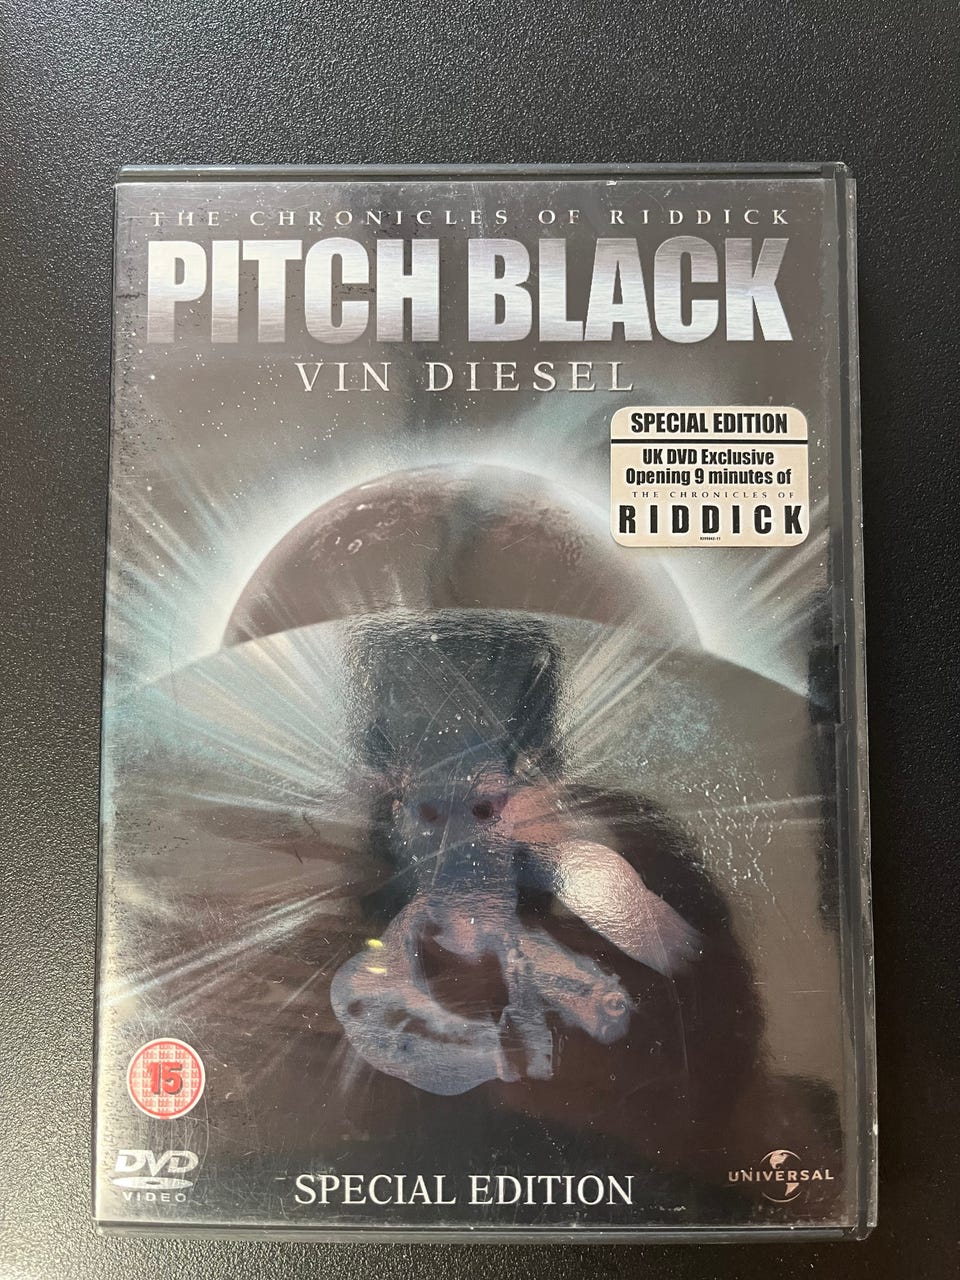 THE CHRONICLES OF RIDDICK
PITCH BLACK
VIN DIESEL
SPECIAL EDITION
UK DVD Exclusive
Opening 9 minutes of
THE CHRONICLES OF
RIDDICK
15
DVD
VIDEO
SPECIAL EDITION
UNIVERSAL